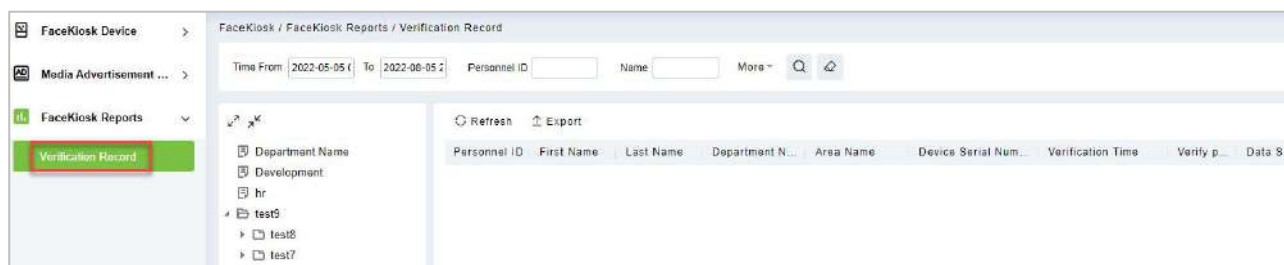 FaceKiosk Device
Media Advertisement ...
FaceKiosk Reports
Verification Record
FaceKiosk / FaceKiosk Reports / Verification Record
Time From 2022-05-05 ( To 2022-08-05 2 Personnel ID Name More
Refresh Export
Department Name
Development
hr
test9
test8
test7
Personnel ID First Name Last Name Department N... Area Name Device Serial Num... Verification Time Verify p... Data S